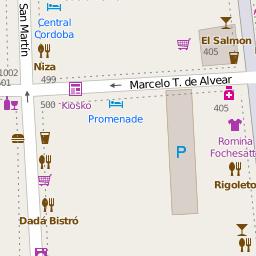 San Martín
Central
Cordoba
El Salmon
405
Niza
Marcelo T. de Alvear
1002
499
501
Kiosko
500
Promenade
405
Romina
Fochesatt
P
Rigoleto
Dadá Bistró